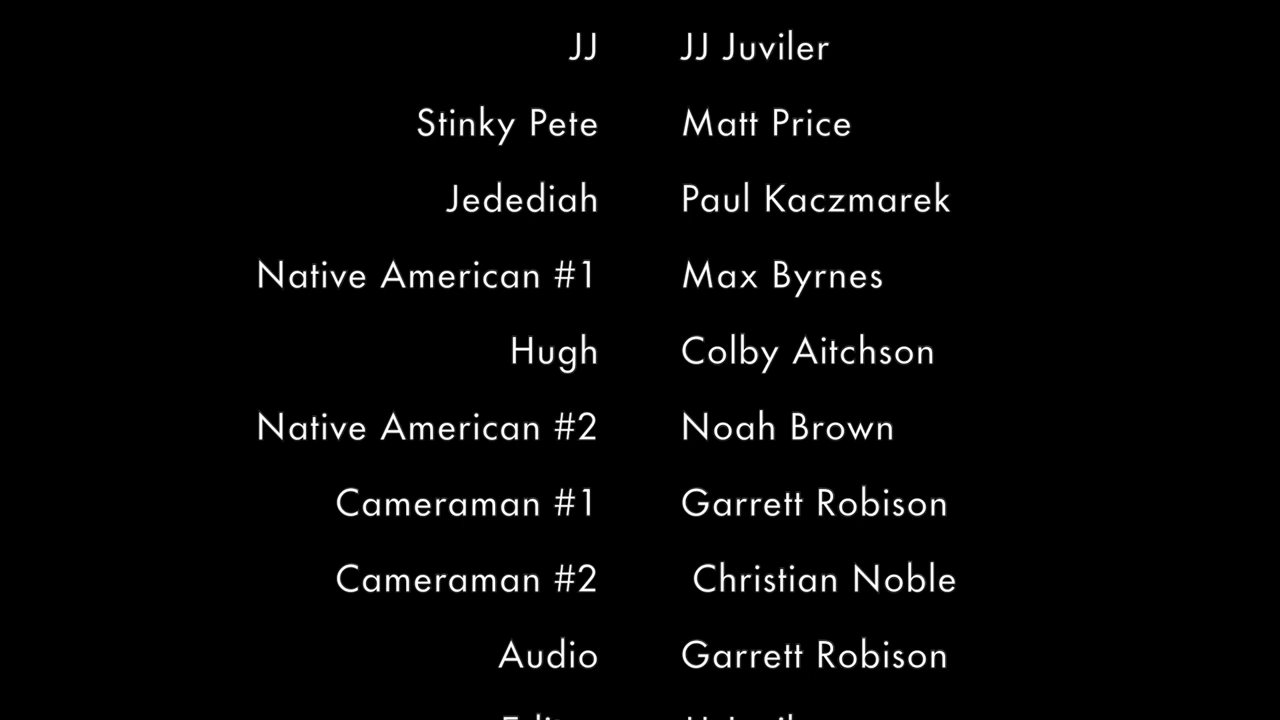 JJ JJ Juviler
Stinky Pete Matt Price
Jedediah Paul Kaczmarek
Native American #1 Max Byrnes
Hugh Colby Aitchson
Native American #2 Noah Brown
Cameraman #1 Garrett Robison
Cameraman #2 Christian Noble
Audio Garrett Robison